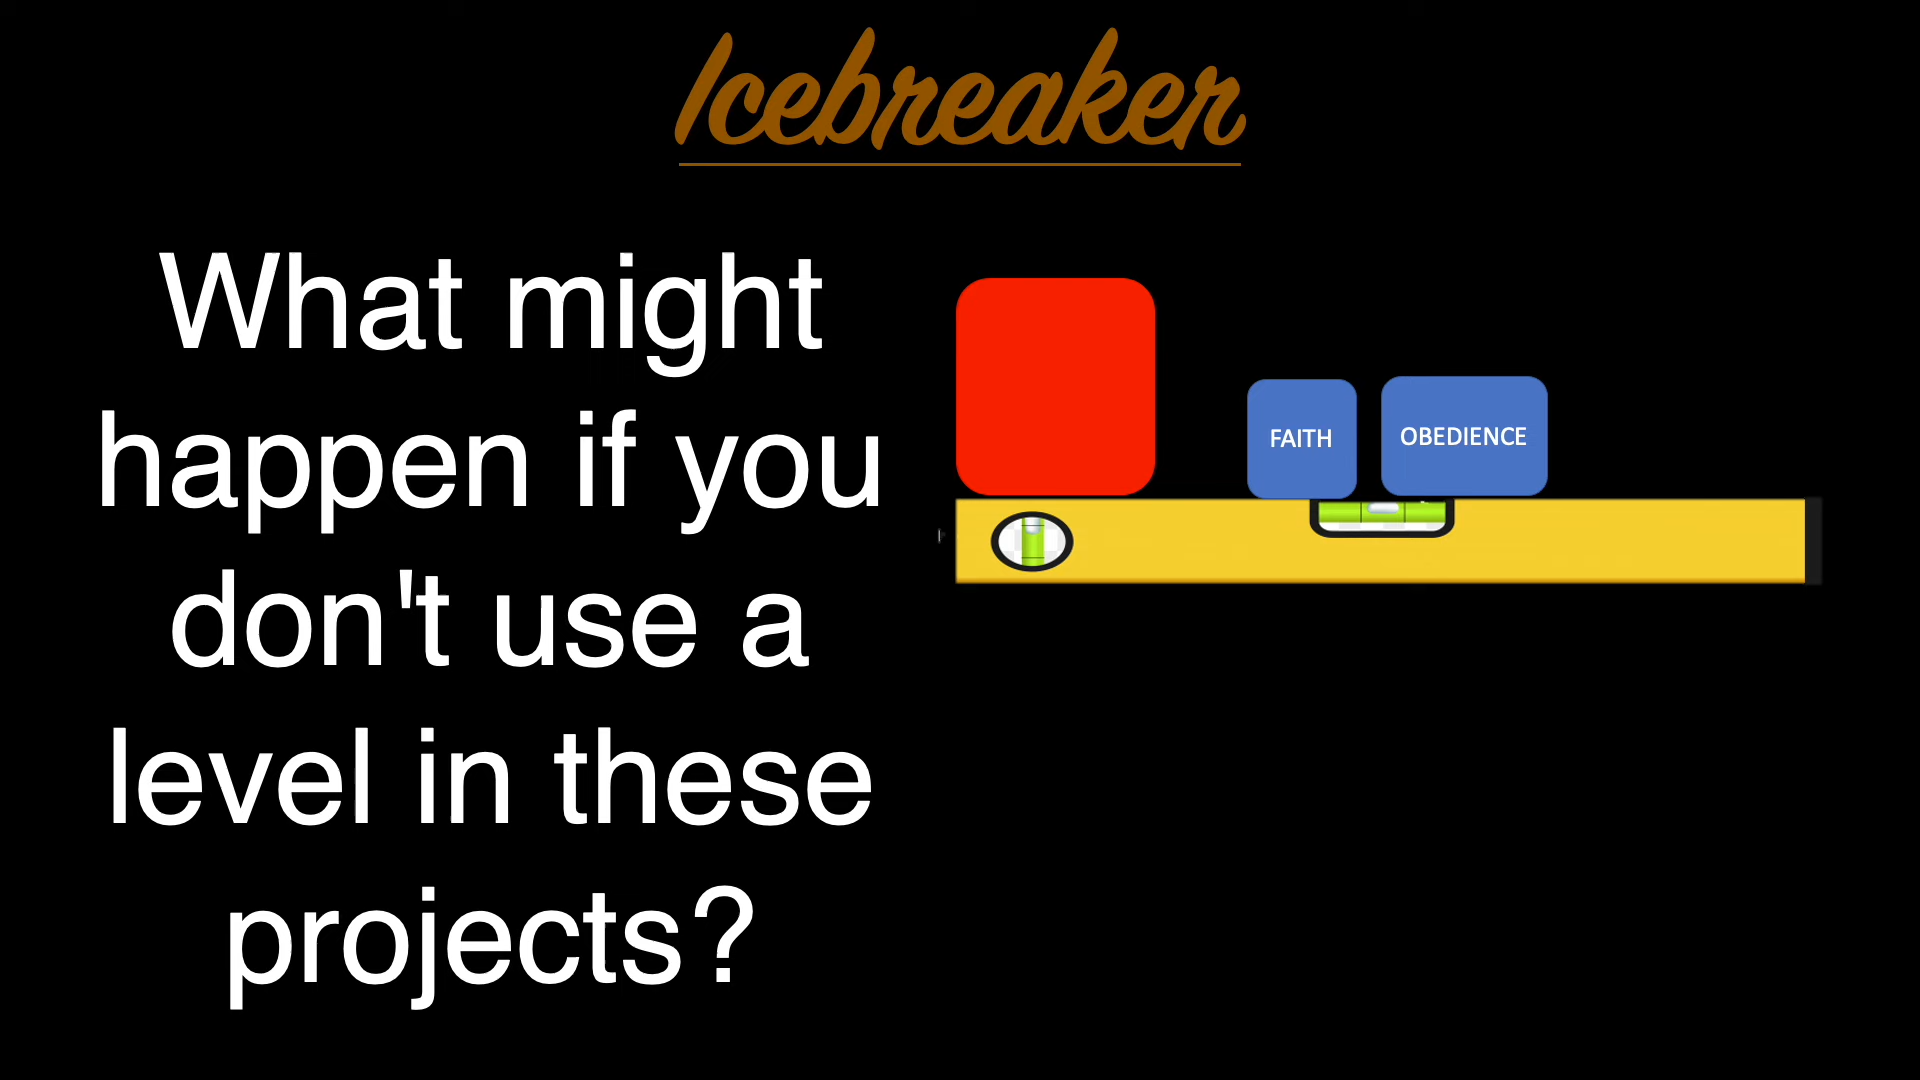 Icebreaker
What might
happen if you
don't use a
level in these
projects?
FAITH
OBEDIENCE